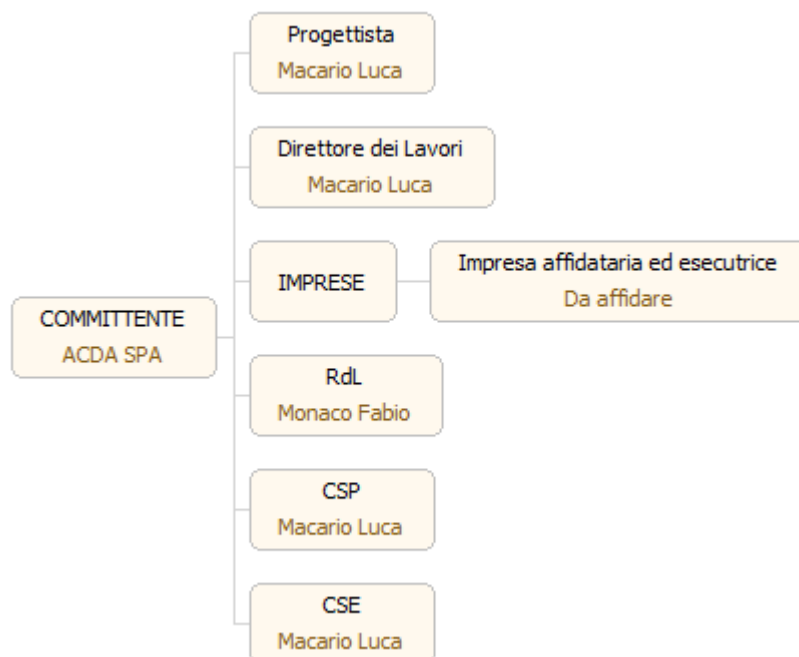 Progettista
Macario Luca
Direttore dei Lavori
Macario Luca
IMPRESE
Impresa affidataria ed esecutrice
Da affidare
COMMITTENTE
ACDA SPA
RdL
Monaco Fabio
CSP
Macario Luca
CSE
Macario Luca